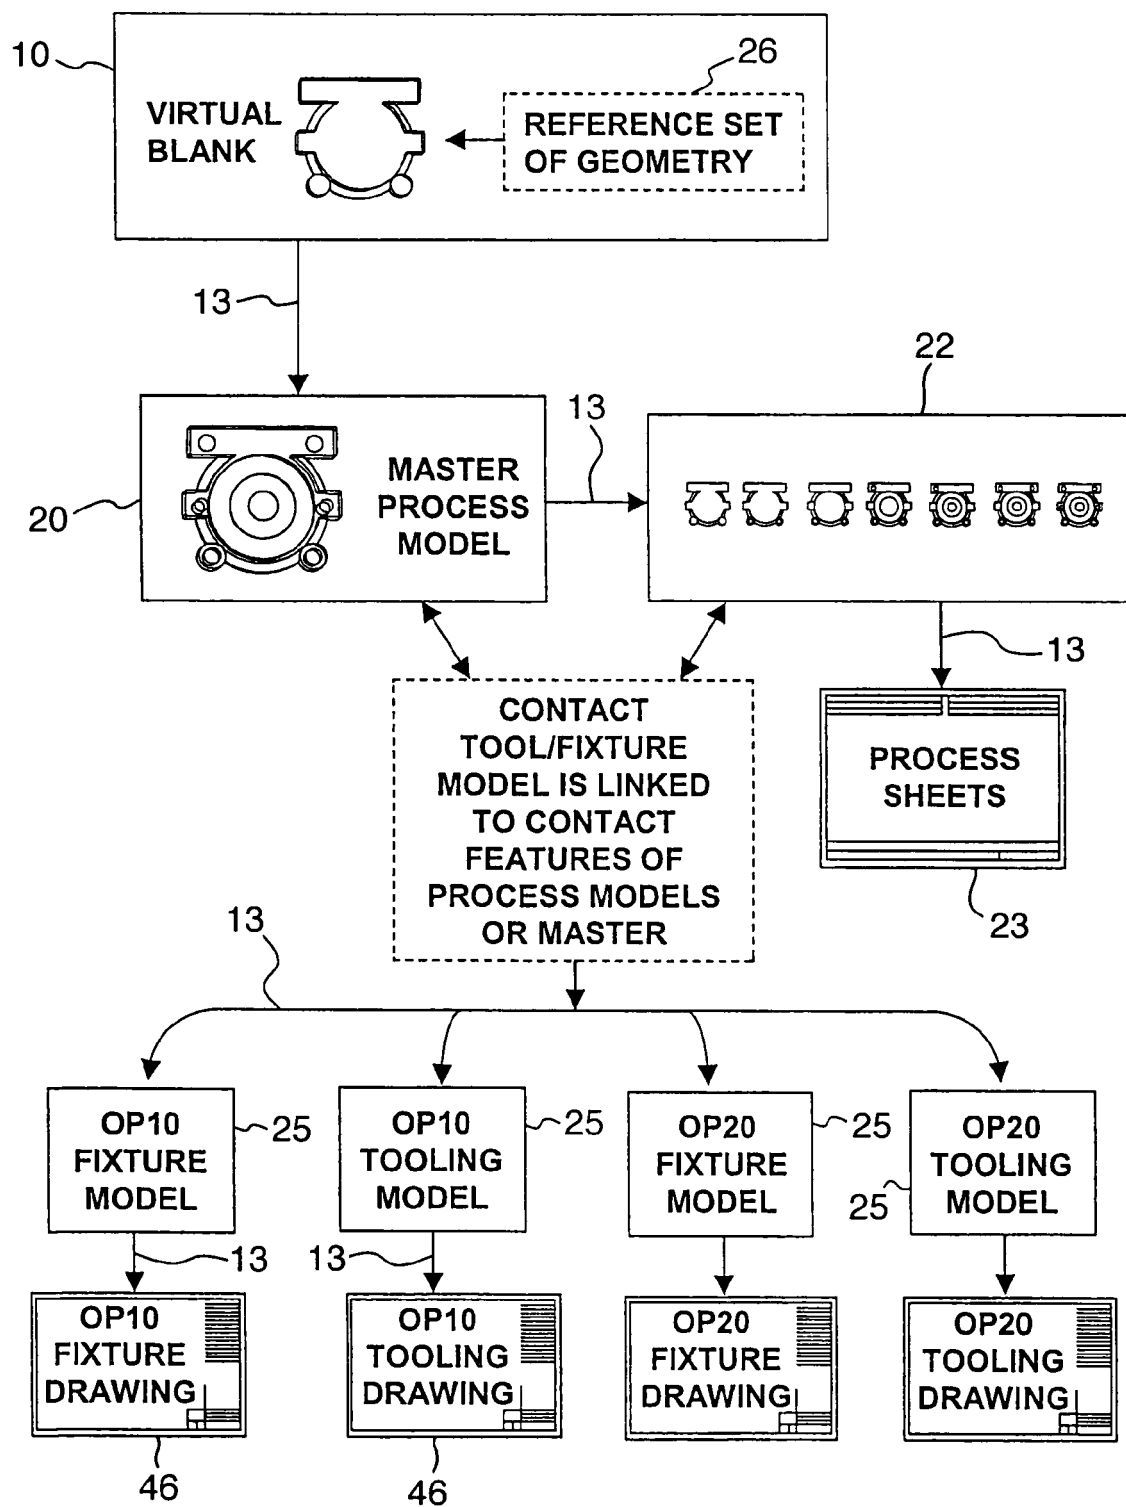 10
26
VIRTUAL
BLANK
REFERENCE SET
OF GEOMETRY
13
22
13
20
MASTER
PROCESS
MODEL
13
CONTACT
TOOL/FIXTURE
MODEL IS LINKED
TO CONTACT
FEATURES OF
PROCESS MODELS
OR MASTER
PROCESS
SHEETS
23
13
OP10
FIXTURE
MODEL
25
OP10
TOOLING
MODEL
25
OP20
FIXTURE
MODEL
25
OP20
TOOLING
MODEL
25
13
13
OP10
FIXTURE
DRAWING
OP10
TOOLING
DRAWING
OP20
FIXTURE
DRAWING
OP20
TOOLING
DRAWING
46
46